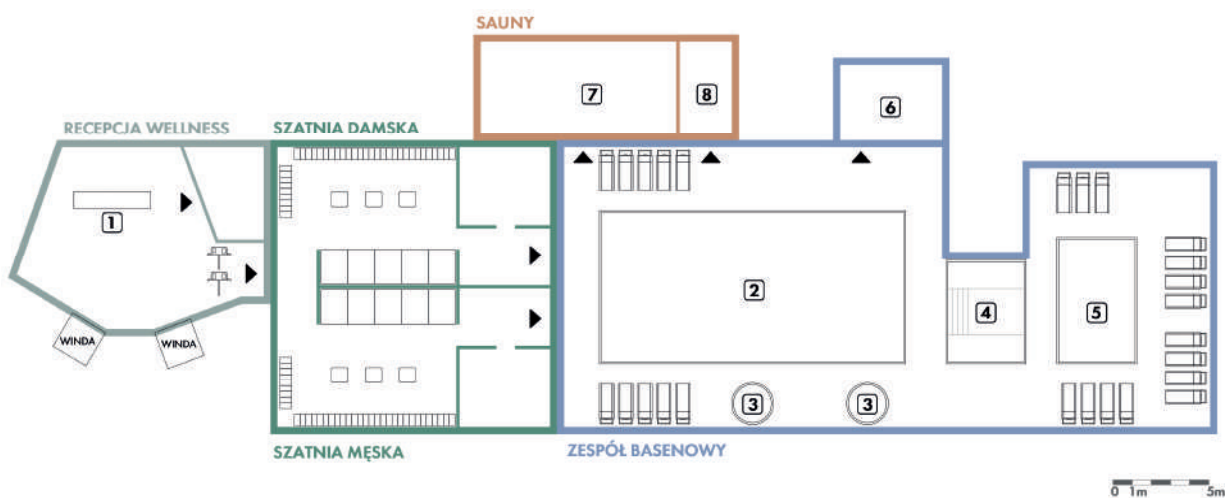 SAUNY
7
8
6
RECEPCJA WELLNESS
SZATNIA DAMSKA
1
2
4
5
WINDA
WINDA
3
3
SZATNIA MĘSKA
ZESPÓŁ BASENOWY
0 1m 5m